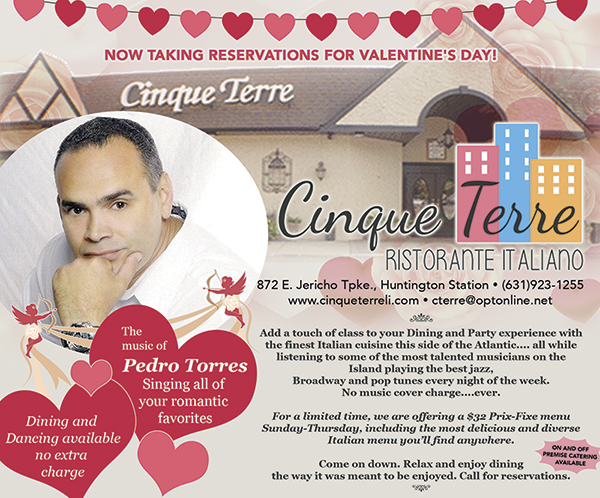 NOW TAKING RESERVATIONS FOR VALENTINE'S DAY!
Cinque Terre
Cinque Terre
RISTORANTE ITALIANO
872 E. Jericho Tpke., Huntington Station • (631)923-1255
www.cinqueterreli.com • cterre@optonline.net
Add a touch of class to your Dining and Party experience with
the finest Italian cuisine this side of the Atlantic.... all while
listening to some of the most talented musicians on the
Island playing the best jazz,
Broadway and pop tunes every night of the week.
No music cover charge....ever.
For a limited time, we are offering a $32 Prix-Fixe menu
Sunday-Thursday, including the most delicious and diverse
Italian menu you'll find anywhere.
Come on down. Relax and enjoy dining
the way it was meant to be enjoyed. Call for reservations.
ON AND OFF
PREMISE CATERING
AVAILABLE
The
music of
Pedro Torres
Singing all of
your romantic
favorites
Dining and
Dancing available
no extra
charge